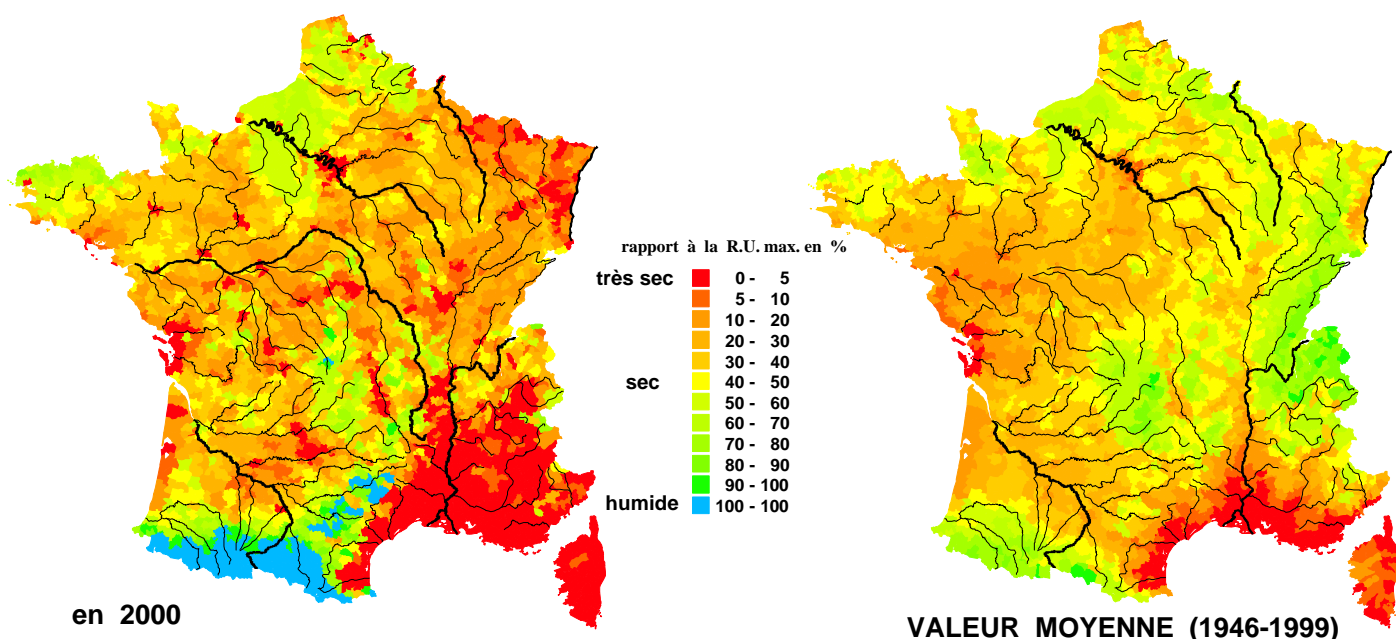 rapport à la R.U. max. en %
très sec 0 - 5
5 - 10
10 - 20
20 - 30
30 - 40
sec 40 - 50
50 - 60
60 - 70
70 - 80
80 - 90
90 - 100
humide 100 - 100
en 2000
VALEUR MOYENNE (1946-1999)